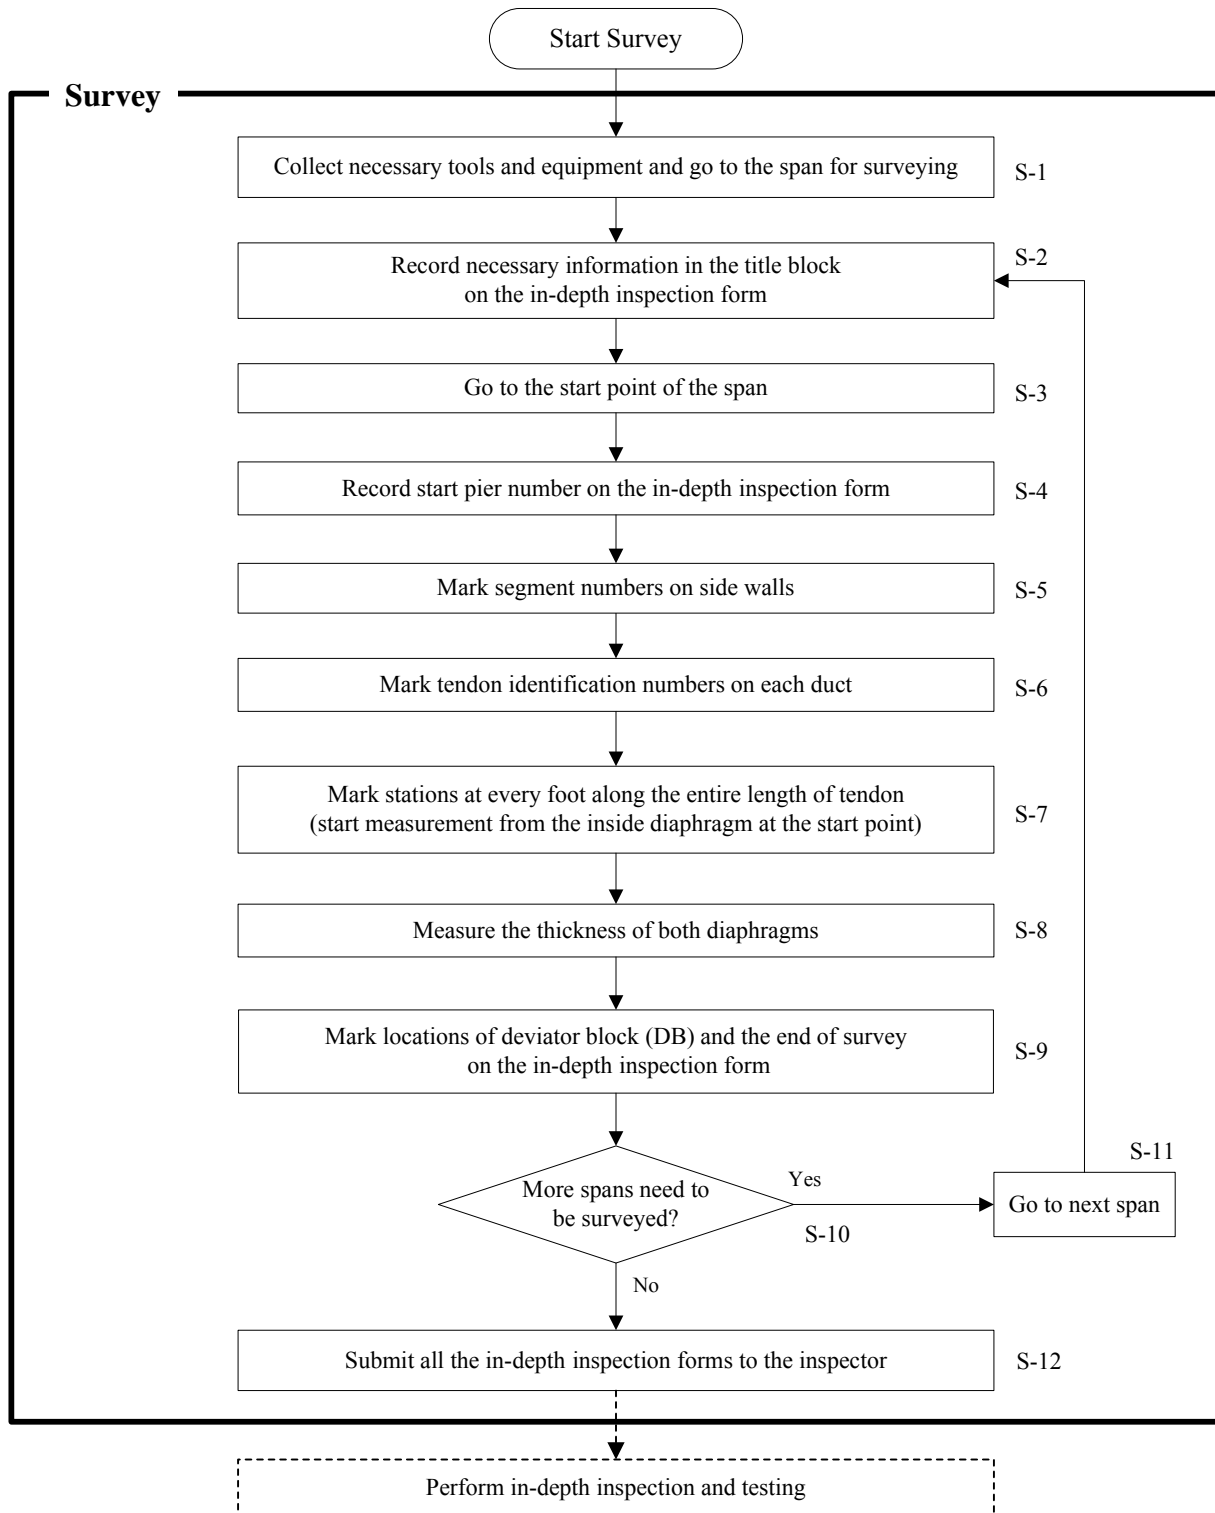 Start Survey
Survey
Collect necessary tools and equipment and go to the span for surveying
S-1
Record necessary information in the title block
on the in-depth inspection form
S-2
Go to the start point of the span
S-3
Record start pier number on the in-depth inspection form
S-4
Mark segment numbers on side walls
S-5
Mark tendon identification numbers on each duct
S-6
Mark stations at every foot along the entire length of tendon
(start measurement from the inside diaphragm at the start point)
S-7
Measure the thickness of both diaphragms
S-8
Mark locations of deviator block (DB) and the end of survey
on the in-depth inspection form
S-9
More spans need to
be surveyed?
Yes
S-10
S-11
Go to next span
No
Submit all the in-depth inspection forms to the inspector
S-12
Perform in-depth inspection and testing